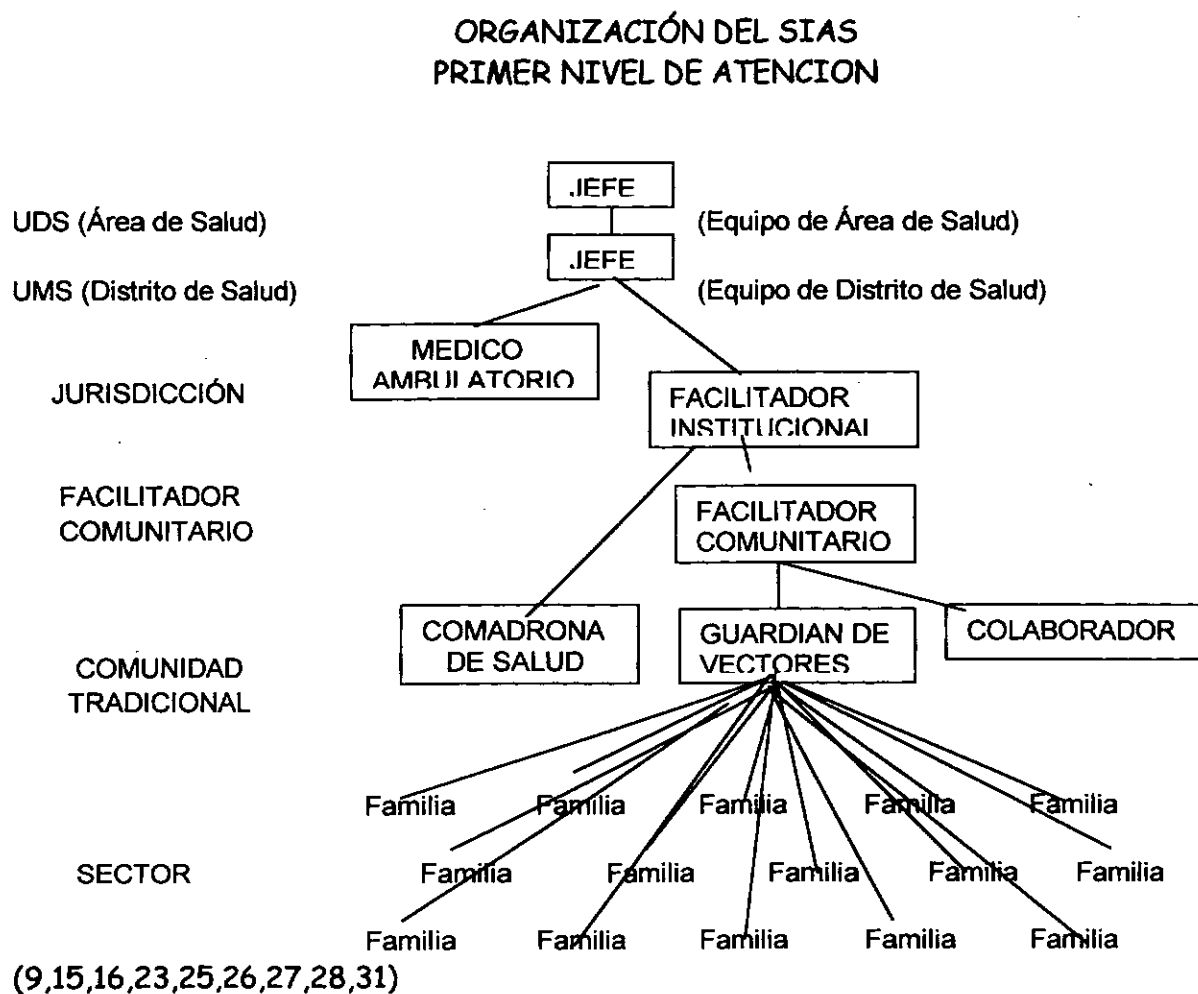 ORGANIZACIÓN DEL SIAS
PRIMER NIVEL DE ATENCION
JEFE
UDS (Área de Salud)
(Equipo de Área de Salud)
JEFE
UMS (Distrito de Salud)
(Equipo de Distrito de Salud)
MEDICO
AMBULATORIO
JURISDICCIÓN
FACILITADOR
INSTITUCIONAL
FACILITADOR
COMUNITARIO
FACILITADOR
COMUNITARIO
COMADRONA
DE SALUD
GUARDIAN DE
VECTORES
COLABORADOR
COMUNIDAD
TRADICIONAL
Familia Familia Familia Familia Familia
SECTOR
Familia Familia Familia Familia Familia
Familia Familia Familia Familia Familia
(9,15,16,23,25,26,27,28,31)